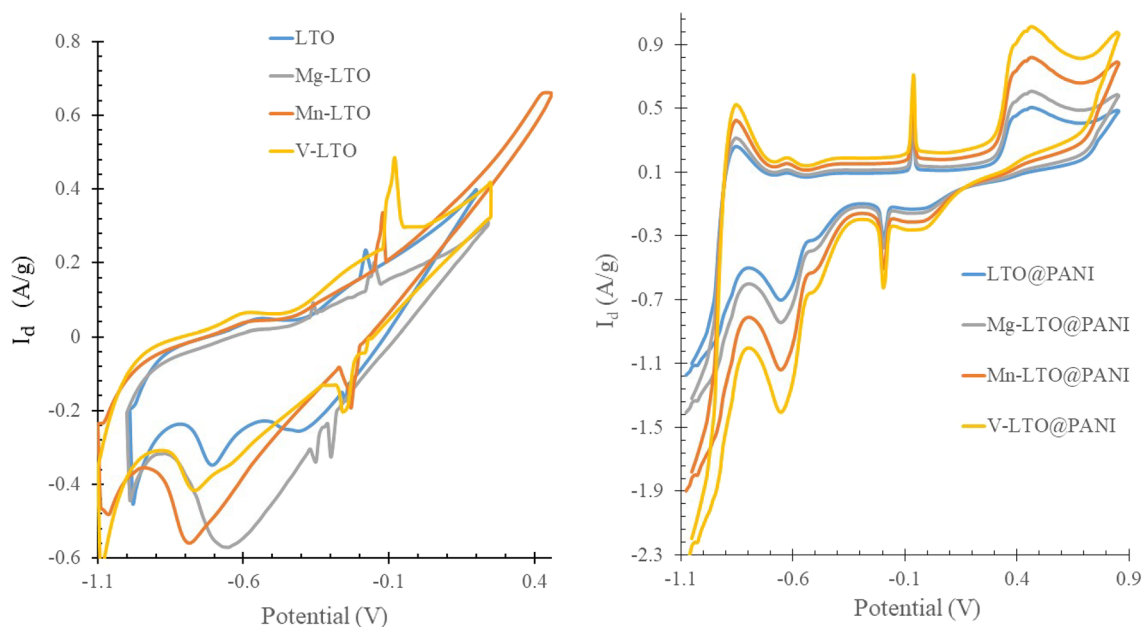 LTO
Mg-LTO
Mn-LTO
V-LTO
0.8
0.6
0.4
0.2
0
-0.2
-0.4
-0.6
-1.1
-0.6
-0.1
0.4
Id (A/g)
Potential (V)
0.9
0.5
0.1
-0.3
-0.7
-1.1
-1.5
-1.9
-2.3
-1.1
-0.6
-0.1
0.4
0.9
Id (A/g)
LTO@PANI
Mg-LTO@PANI
Mn-LTO@PANI
V-LTO@PANI
Potential (V)